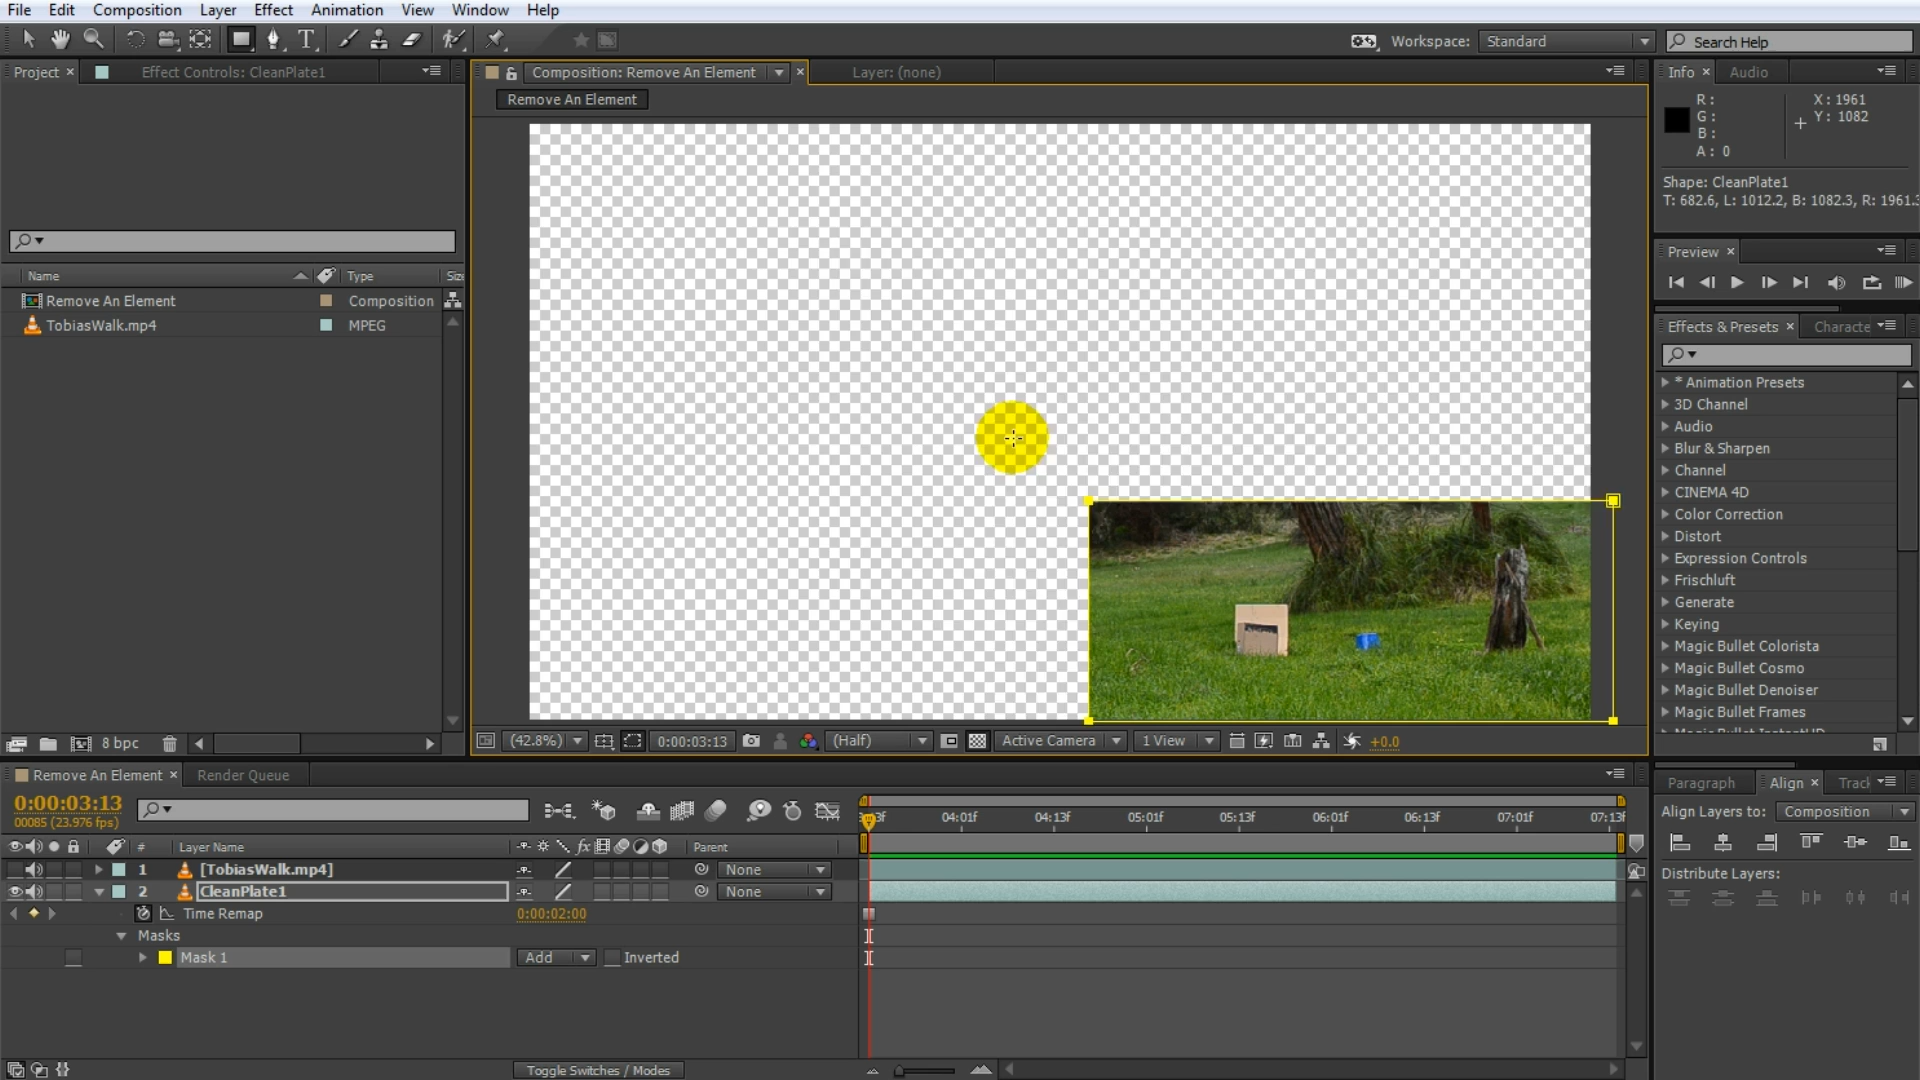 File Edit Composition Layer Effect Animation View Window Help
Workspace: Standard
Search Help
Project × Effect Controls: CleanPlate1
Composition: Remove An Element × Layer: (none)
Info × Audio
Remove An Element
R :
G :
B :
A : 0
X : 1961
Y : 1082
Shape: CleanPlate1
T: 682.6, L: 1012.2, B: 1082.3, R: 1961.3
Preview ×
Name Type Size
Remove An Element Composition
TobiasWalk.mp4 MPEG
Effects & Presets × Characte
* Animation Presets
3D Channel
Audio
Blur & Sharpen
Channel
CINEMA 4D
Color Correction
Distort
Expression Controls
Frischluft
Generate
Keying
Magic Bullet Colorista
Magic Bullet Cosmo
Magic Bullet Denoiser
Magic Bullet Frames
8 bpc
(42.8%) 0:00:03:13 (Half) Active Camera 1 View +0.0
Remove An Element × Render Queue
Paragraph Align × Track
0:00:03:13
00085 (23.976 fps)
04:01f 04:13f 05:01f 05:13f 06:01f 06:13f 07:01f 07:13f
Align Layers to: Composition
# Layer Name fx Parent
1 [TobiasWalk.mp4] None
2 CleanPlate1 None
Distribute Layers:
Time Remap 0:00:02:00
Masks
Mask 1 Add Inverted
Toggle Switches / Modes